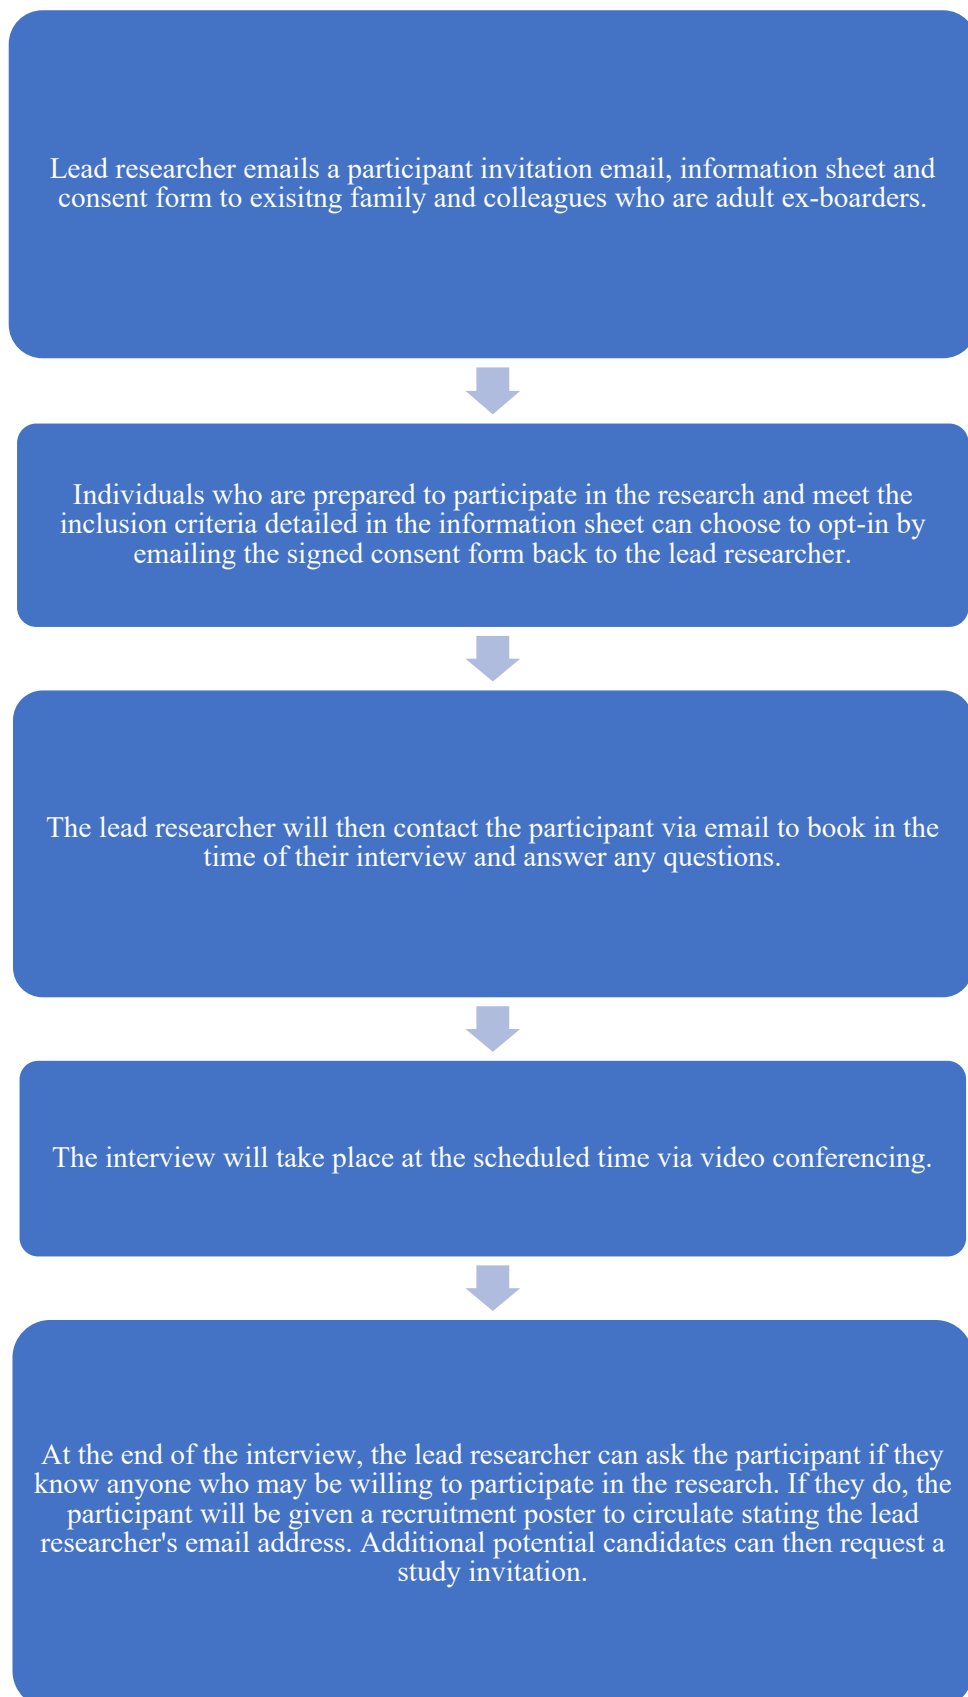 Lead researcher emails a participant invitation email, information sheet and
consent form to exisitng family and colleagues who are adult ex-boarders.
Individuals who are prepared to participate in the research and meet the
inclusion criteria detailed in the information sheet can choose to opt-in by
emailing the signed consent form back to the lead researcher.
The lead researcher will then contact the participant via email to book in the
time of their interview and answer any questions.
The interview will take place at the scheduled time via video conferencing.
At the end of the interview, the lead researcher can ask the participant if they
know anyone who may be willing to participate in the research. If they do, the
participant will be given a recruitment poster to circulate stating the lead
researcher's email address. Additional potential candidates can then request a
study invitation.